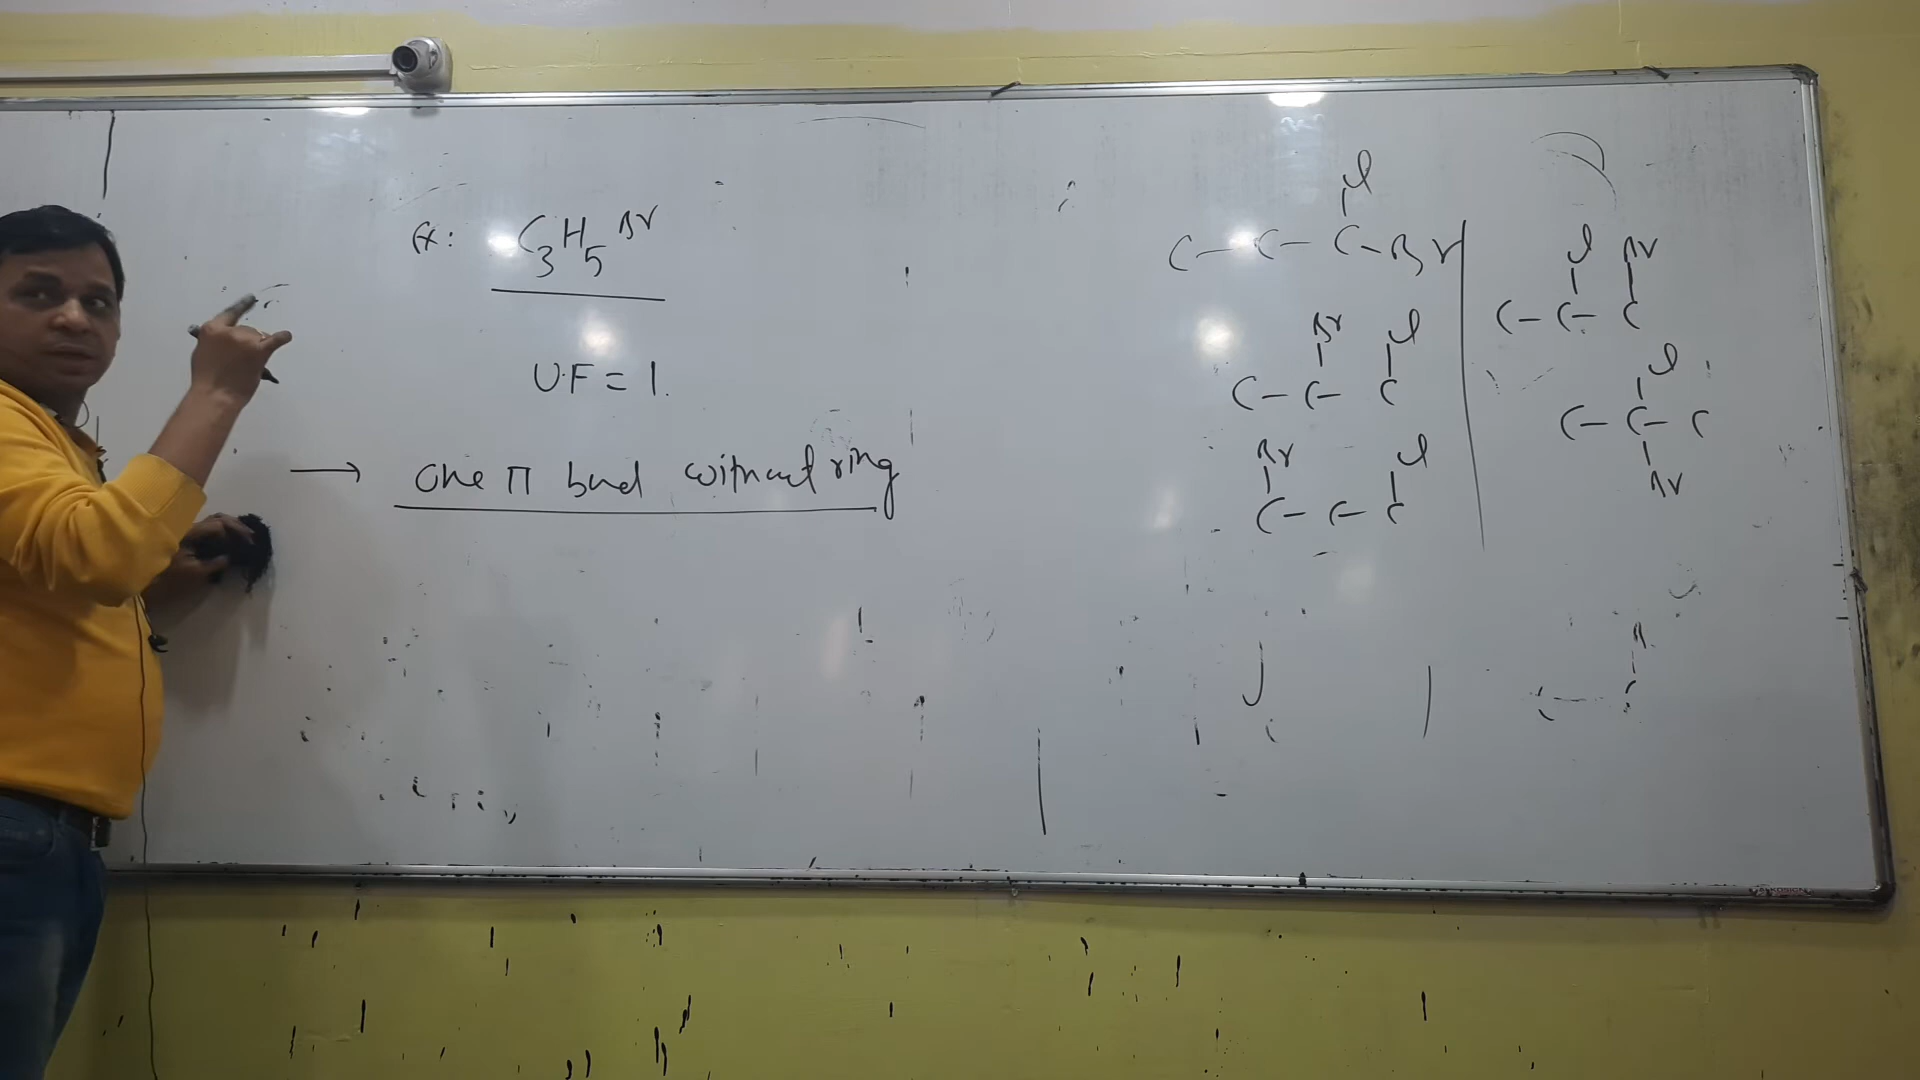 Ex: C3H5Br
U.F = 1.
→ One π bond without ring
Cl
C - C - C - Br
Br Cl
C - C - C
Br Cl
C - C - C
Cl Br
C - C - C
Cl
C - C - C
Br